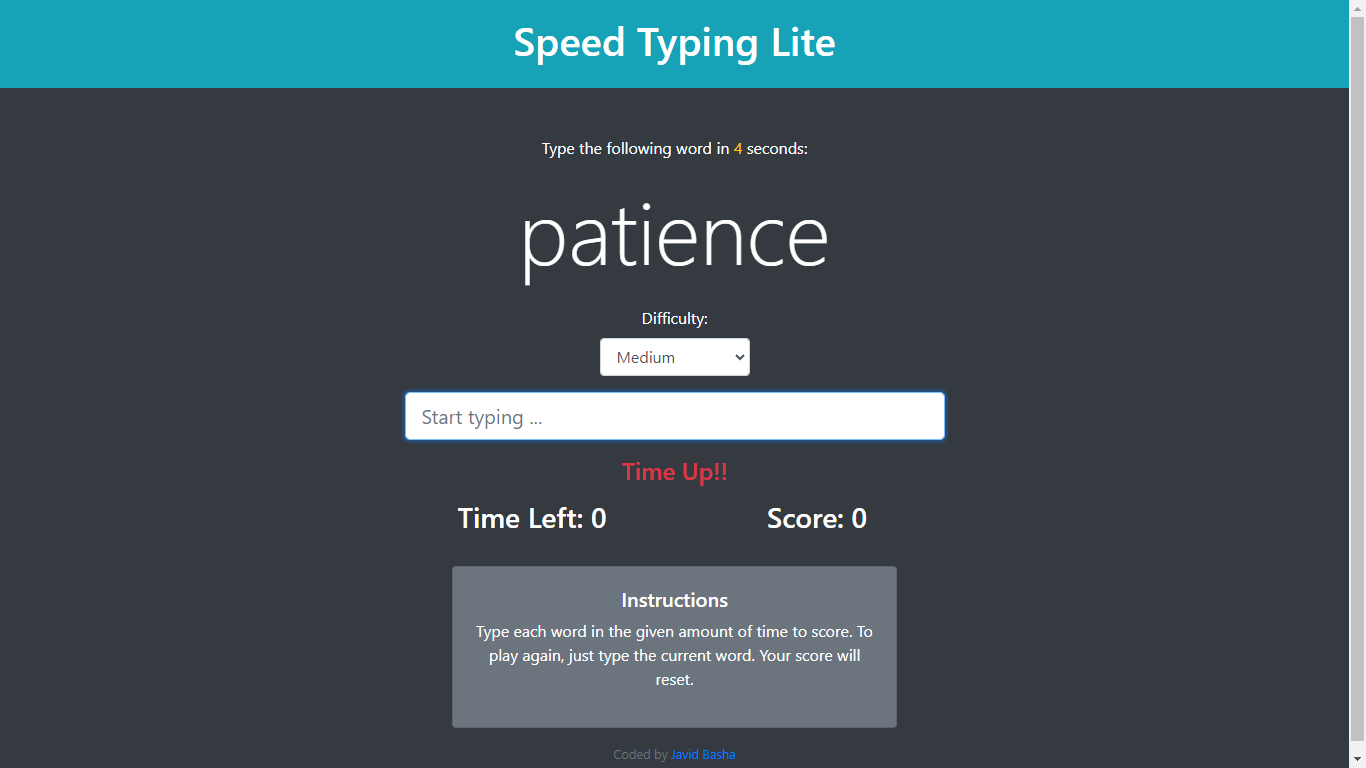 Speed Typing Lite
Type the following word in 4 seconds:
patience
Difficulty:
Medium
Start typing ...
Time Up!!
Time Left: 0
Score: 0
Instructions
Type each word in the given amount of time to score. To
play again, just type the current word. Your score will
reset.
Coded by Javid Basha